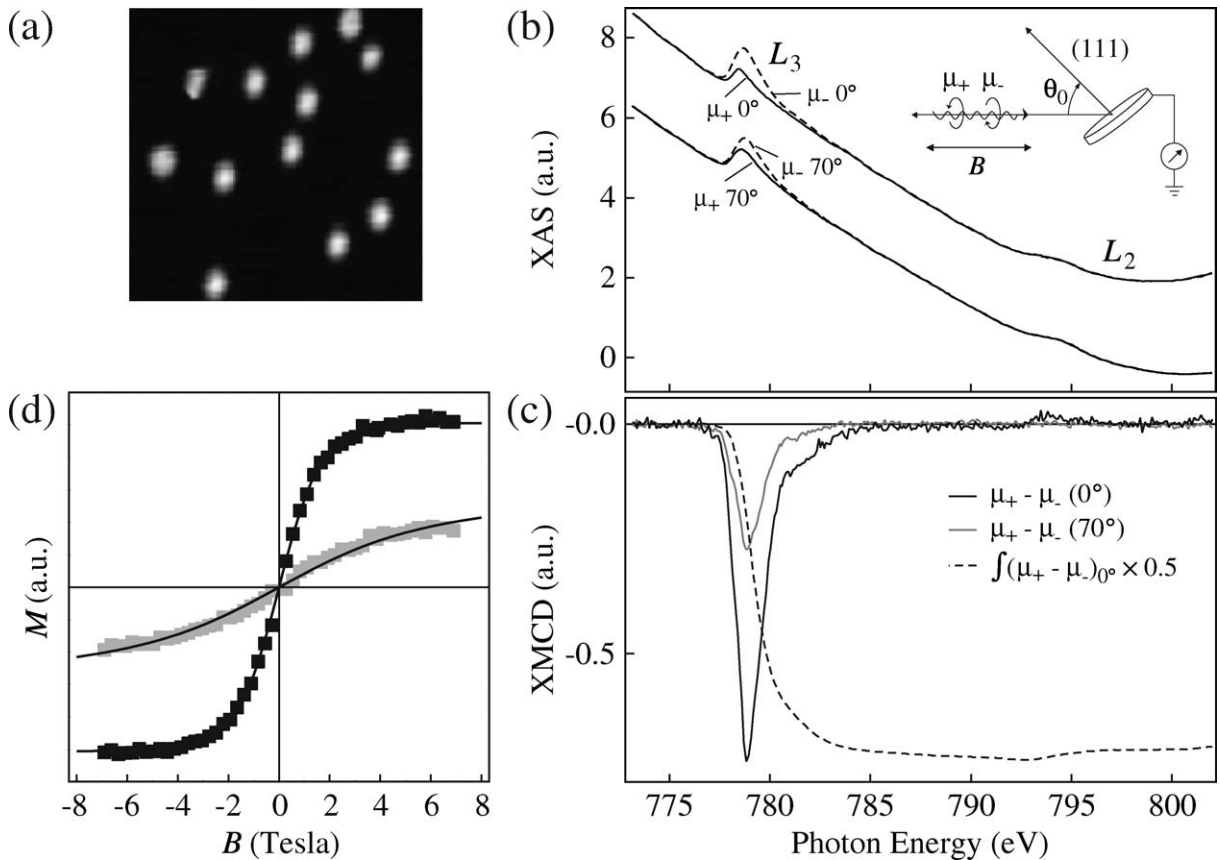 (a)
(b)
8
6
4
2
0
XAS (a.u.)
L3
μ+ 0°
μ- 0°
μ- 70°
μ+ 70°
L2
(111)
θ0
μ+ μ-
B
(d)
M (a.u.)
-8 -6 -4 -2 0 2 4 6 8
B (Tesla)
(c)
-0.0
-0.5
XMCD (a.u.)
μ+ - μ- (0°)
μ+ - μ- (70°)
∫(μ+ - μ-)0° × 0.5
775 780 785 790 795 800
Photon Energy (eV)